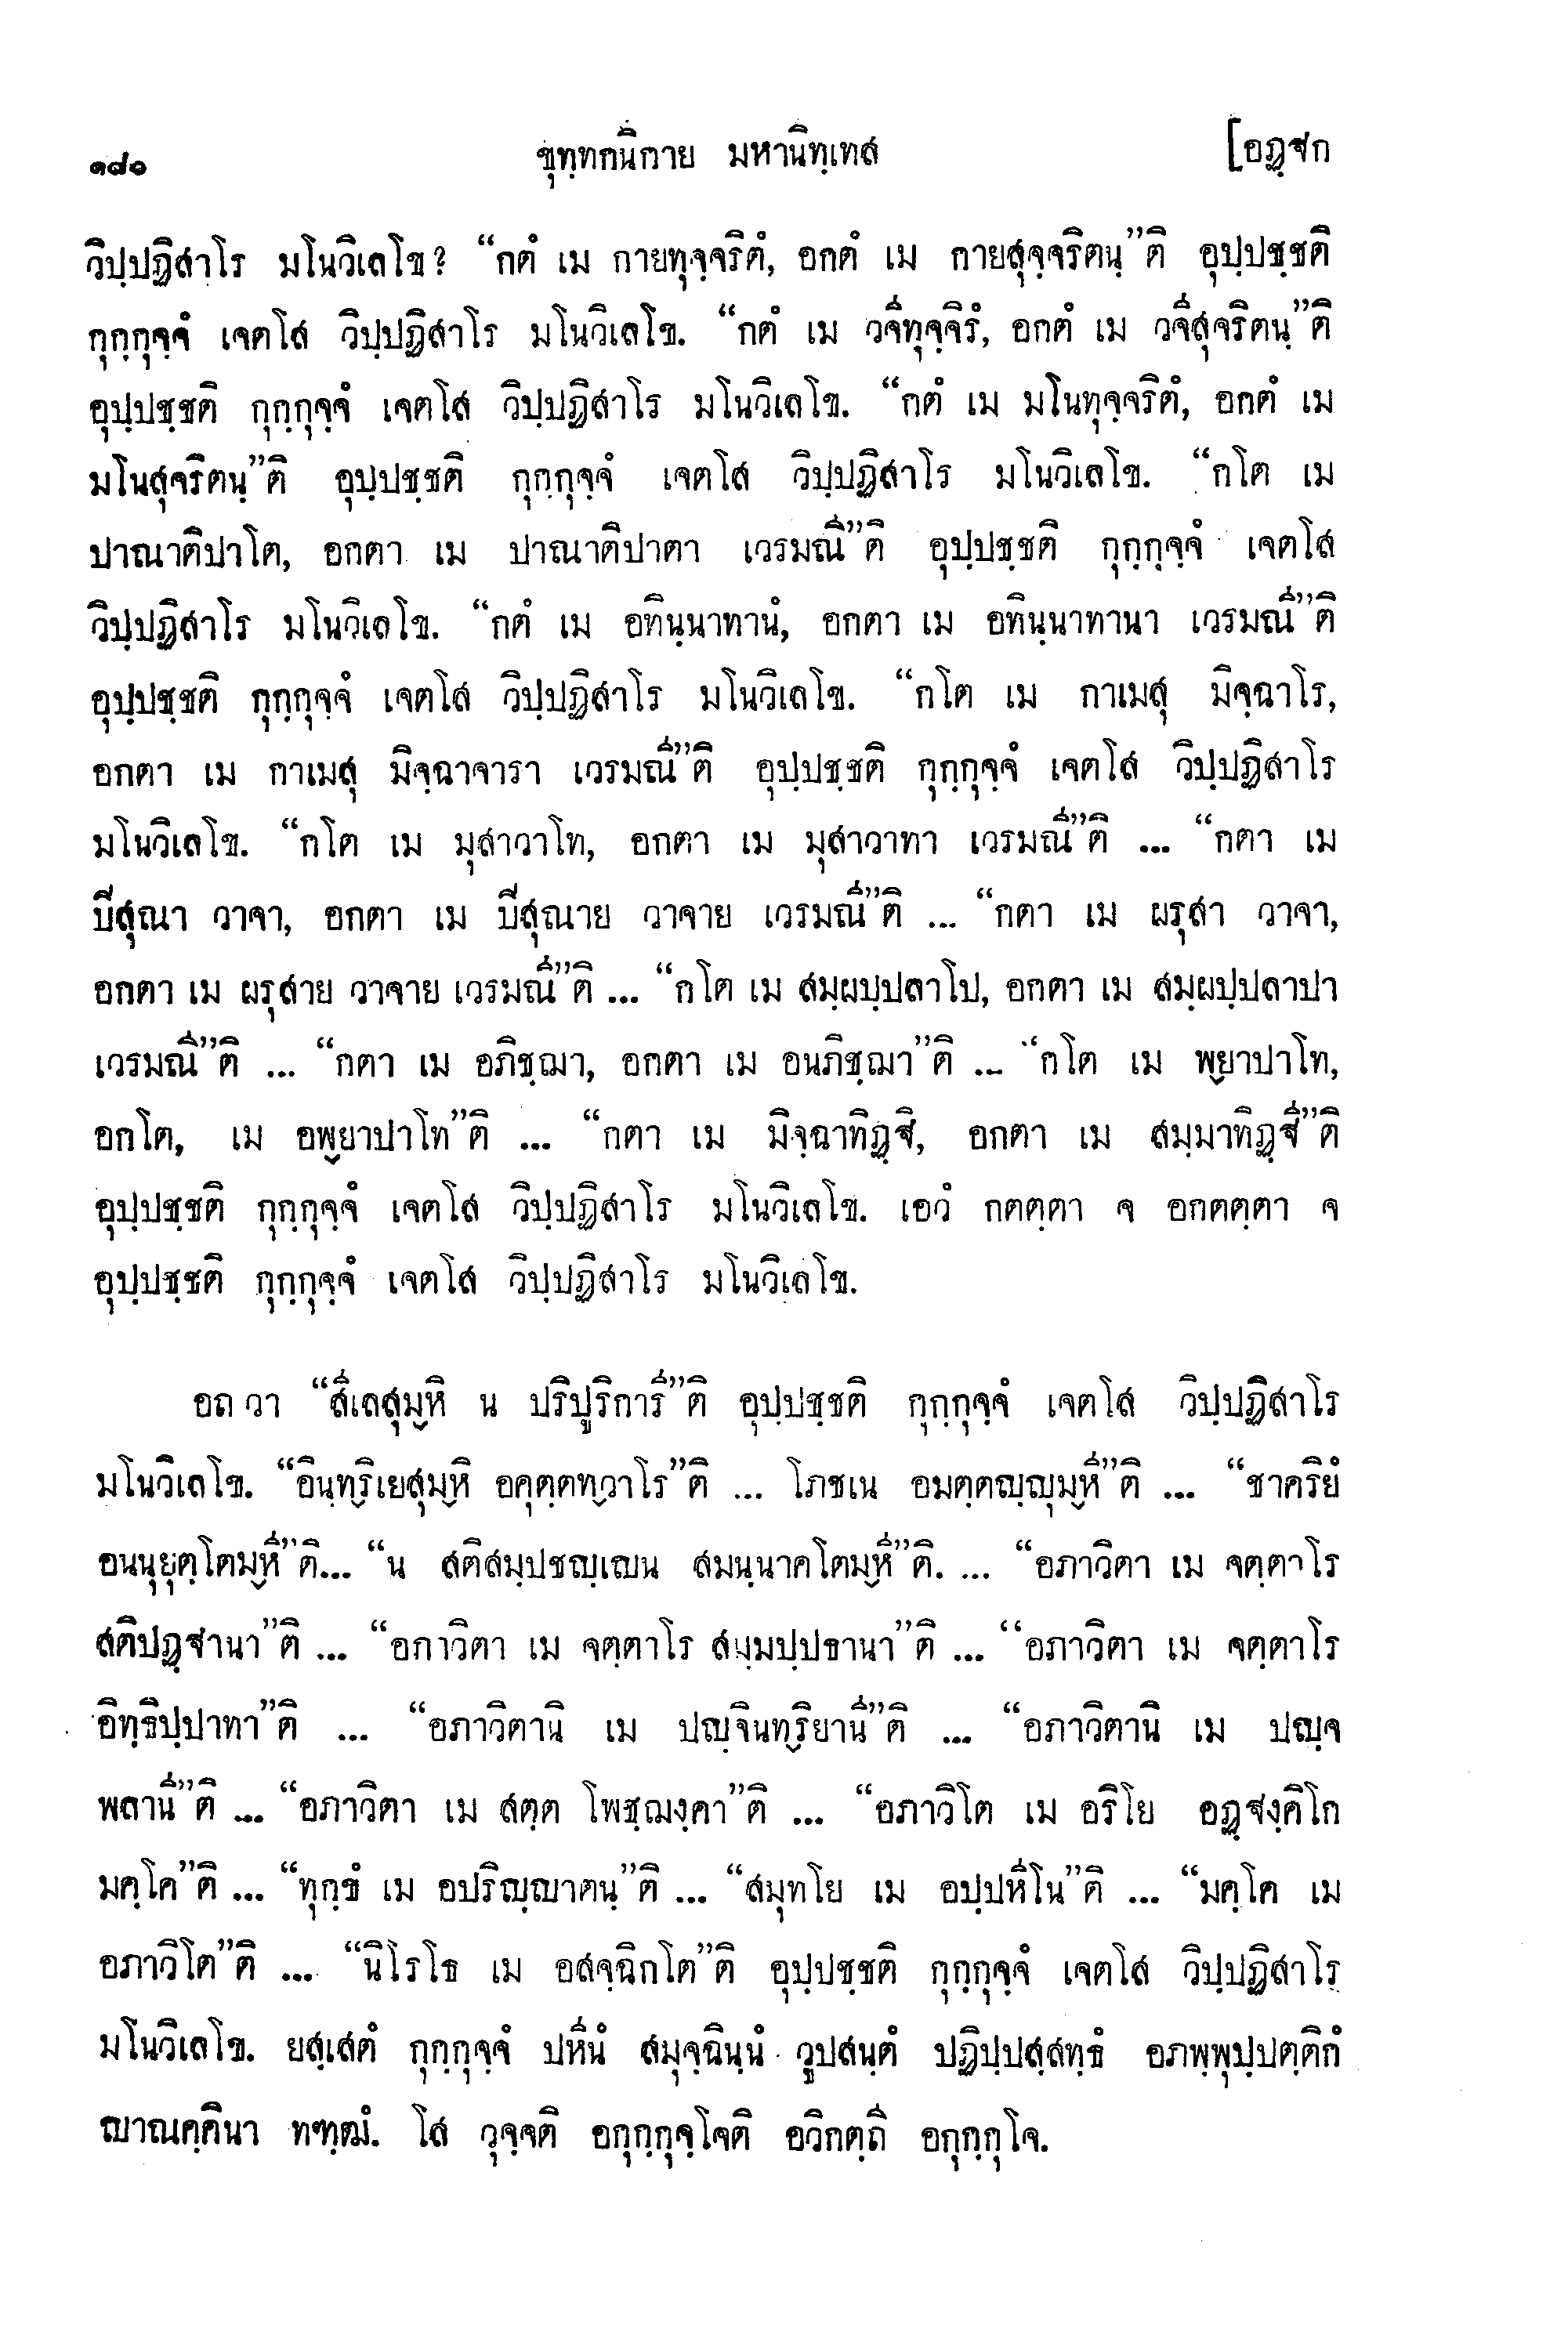 ๑๘๐ ขุทฺทกนิกาย มหานิทฺเทส [อฏฺฐก
วิปฺปฏิสาโร มโนวิเลโข? “กตํ เม กายทุจฺจริตํ, อกตํ เม กายสุจฺจริตนฺ”ติ อุปฺปชฺชติ
กุกฺกุจฺจํ เจตโส วิปฺปฏิสาโร มโนวิเลโข. “กตํ เม วจีทุจฺจิรํ, อกตํ เม วจีสุจริตนฺ”ติ
อุปฺปชฺชติ กุกฺกุจฺจํ เจตโส วิปฺปฏิสาโร มโนวิเลโข. “กตํ เม มโนทุจฺจริตํ, อกตํ เม
มโนสุจริตนฺ”ติ อุปฺปชฺชติ กุกฺกุจฺจํ เจตโส วิปฺปฏิสาโร มโนวิเลโข. “กโต เม
ปาณาติปาโต, อกตา เม ปาณาติปาตา เวรมณี”ติ อุปฺปชฺชติ กุกฺกุจฺจํ เจตโส
วิปฺปฏิสาโร มโนวิเลโข. “กตํ เม อทินฺนาทานํ, อกตา เม อทินฺนาทานา เวรมณี”ติ
อุปฺปชฺชติ กุกฺกุจฺจํ เจตโส วิปฺปฏิสาโร มโนวิเลโข. “กโต เม กาเมสุ มิจฺฉาโร,
อกตา เม กาเมสุ มิจฺฉาจารา เวรมณี”ติ อุปฺปชฺชติ กุกฺกุจฺจํ เจตโส วิปฺปฏิสาโร
มโนวิเลโข. “กโต เม มุสาวาโท, อกตา เม มุสาวาทา เวรมณี”ติ ... “กตา เม
ปีสุณา วาจา, อกตา เม ปีสุณาย วาจาย เวรมณี”ติ ... “กตา เม ผรุสา วาจา,
อกตา เม ผรุสาย วาจาย เวรมณี”ติ ... “กโต เม สมฺผปฺปลาโป, อกตา เม สมฺผปฺปลาปา
เวรมณี”ติ ... “กตา เม อภิชฺฌา, อกตา เม อนภิชฺฌา”ติ ... “กโต เม พฺยาปาโท,
อกโต, เม อพฺยาปาโท”ติ ... “กตา เม มิจฺฉาทิฏฺฐิ, อกตา เม สมฺมาทิฏฺฐี”ติ
อุปฺปชฺชติ กุกฺกุจฺจํ เจตโส วิปฺปฏิสาโร มโนวิเลโข. เอวํ กตตฺตา จ อกตตฺตา จ
อุปฺปชฺชติ กุกฺกุจฺจํ เจตโส วิปฺปฏิสาโร มโนวิเลโข.
อถ วา “สีเลสุมฺหิ น ปริปูริการี”ติ อุปฺปชฺชติ กุกฺกุจฺจํ เจตโส วิปฺปฏิสาโร
มโนวิเลโข. “อินฺทฺริเยสุมฺหิ อคุตฺตทฺวาโร”ติ ... โภชเน อมตฺตญฺญุมฺหี”ติ ... “ชาคริยํ
อนนุยุตฺโตมฺหี”ติ... “น สติสมฺปชญฺเญน สมนฺนาคโตมฺหี”ติ. ... “อภาวิตา เม จตฺตาโร
สติปฏฺฐานา”ติ ... “อภาวิตา เม จตฺตาโร สมฺมปฺปธานา”ติ ... “อภาวิตา เม จตฺตาโร
อิทฺธิปฺปาทา”ติ ... “อภาวิตานิ เม ปญฺจินทฺริยานี”ติ ... “อภาวิตานิ เม ปญฺจ
พลานี”ติ ... “อภาวิตา เม สตฺต โพชฺฌงฺคา”ติ ... “อภาวิโต เม อริโย อฏฺฐงฺคิโก
มคฺโค”ติ ... “ทุกฺขํ เม อปริญฺญาตนฺ”ติ ... “สมุทโย เม อปฺปหีโน”ติ ... “มคฺโค เม
อภาวิโต”ติ ... “นิโรโธ เม อสจฺฉิกโต”ติ อุปฺปชฺชติ กุกฺกุจฺจํ เจตโส วิปฺปฏิสาโร
มโนวิเลโข. ยสฺเสตํ กุกฺกุจฺจํ ปหีนํ สมุจฺฉินฺนํ วูปสนฺตํ ปฏิปฺปสฺสทฺธํ อภพฺพุปฺปตฺติกํ
ญาณคฺคินา ทฑฺฒํ. โส วุจฺจติ อกุกฺกุจฺโจติ อวิกตฺถี อกุกฺกุโจ.